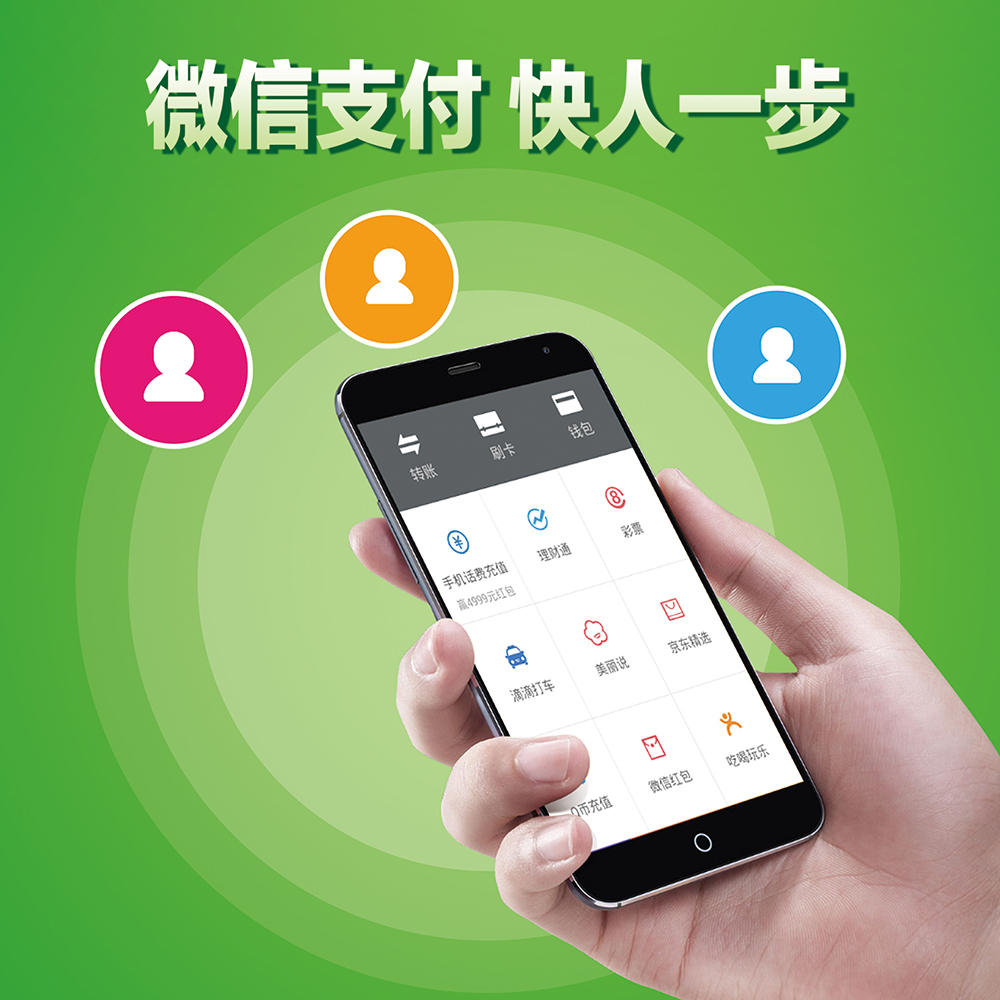 微信支付 快人一步
转账 刷卡 钱包
手机话费充值 理财通 彩票
赢4999元红包
滴滴打车 美丽说 京东精选
Q币充值 微信红包 吃喝玩乐